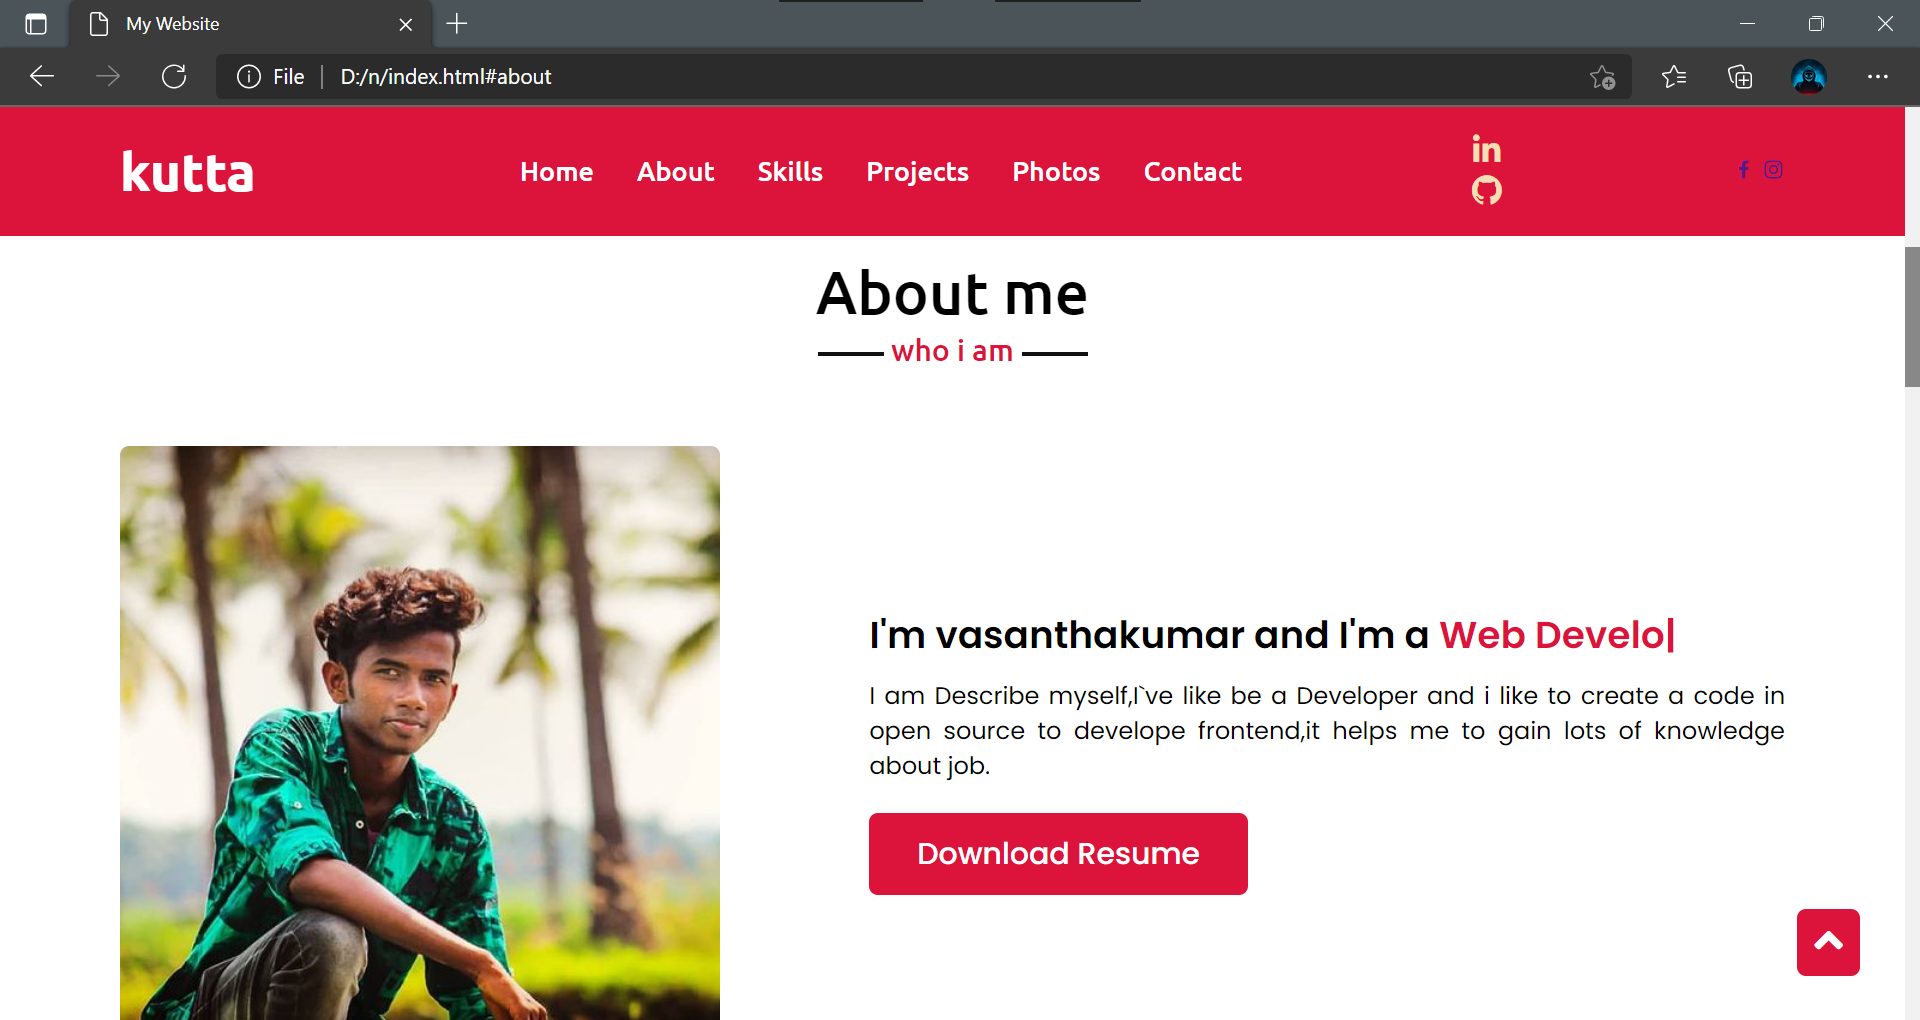 My Website
File D:/n/index.html#about
kutta Home About Skills Projects Photos Contact
About me
who i am
I'm vasanthakumar and I'm a Web Develo|
I am Describe myself,I`ve like be a Developer and i like to create a code in
open source to develope frontend,it helps me to gain lots of knowledge
about job.
Download Resume